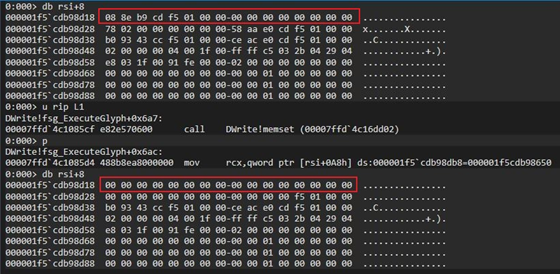 0:000> db rsi+8
000001f5`cdb98d18 08 8e b9 cd f5 01 00 00-00 00 00 00 00 00 00 00 ................
000001f5`cdb98d28 78 02 00 00 00 00 00 00-58 aa e0 cd f5 01 00 00 x.......X.......
000001f5`cdb98d38 b0 93 43 cc f5 01 00 00-ce ac e0 cd f5 01 00 00 ..C.............
000001f5`cdb98d48 02 00 00 00 04 00 1f 00-ff ff c5 03 2b 04 29 04 ............+.).
000001f5`cdb98d58 e8 03 1f 00 91 fe 00 00-02 00 00 00 00 00 00 00 ................
000001f5`cdb98d68 00 00 00 00 00 00 00 00-00 00 00 00 00 00 00 00 ................
000001f5`cdb98d78 00 00 00 00 00 00 00 00-00 00 00 00 00 00 00 00 ................
000001f5`cdb98d88 00 00 00 00 00 00 00 00-00 00 00 00 00 00 00 00 ................
0:000> u rip L1
DWrite!fsg_ExecuteGlyph+0x6a7:
00007ffd`4c1085cf e82e570600 call DWrite!memset (00007ffd`4c16dd02)
0:000> p
DWrite!fsg_ExecuteGlyph+0x6ac:
00007ffd`4c1085d4 488b8ea8000000 mov rcx,qword ptr [rsi+0A8h] ds:000001f5`cdb98db8=000001f5cdb98650
0:000> db rsi+8
000001f5`cdb98d18 00 00 00 00 00 00 00 00-00 00 00 00 00 00 00 00 ................
000001f5`cdb98d28 00 00 00 00 00 00 00 00-00 00 00 00 f5 01 00 00 ................
000001f5`cdb98d38 b0 93 43 cc f5 01 00 00-ce ac e0 cd f5 01 00 00 ..C.............
000001f5`cdb98d48 02 00 00 00 04 00 1f 00-ff ff c5 03 2b 04 29 04 ............+.).
000001f5`cdb98d58 e8 03 1f 00 91 fe 00 00-02 00 00 00 00 00 00 00 ................
000001f5`cdb98d68 00 00 00 00 00 00 00 00-00 00 00 00 00 00 00 00 ................
000001f5`cdb98d78 00 00 00 00 00 00 00 00-00 00 00 00 00 00 00 00 ................
000001f5`cdb98d88 00 00 00 00 00 00 00 00-00 00 00 00 00 00 00 00 ................